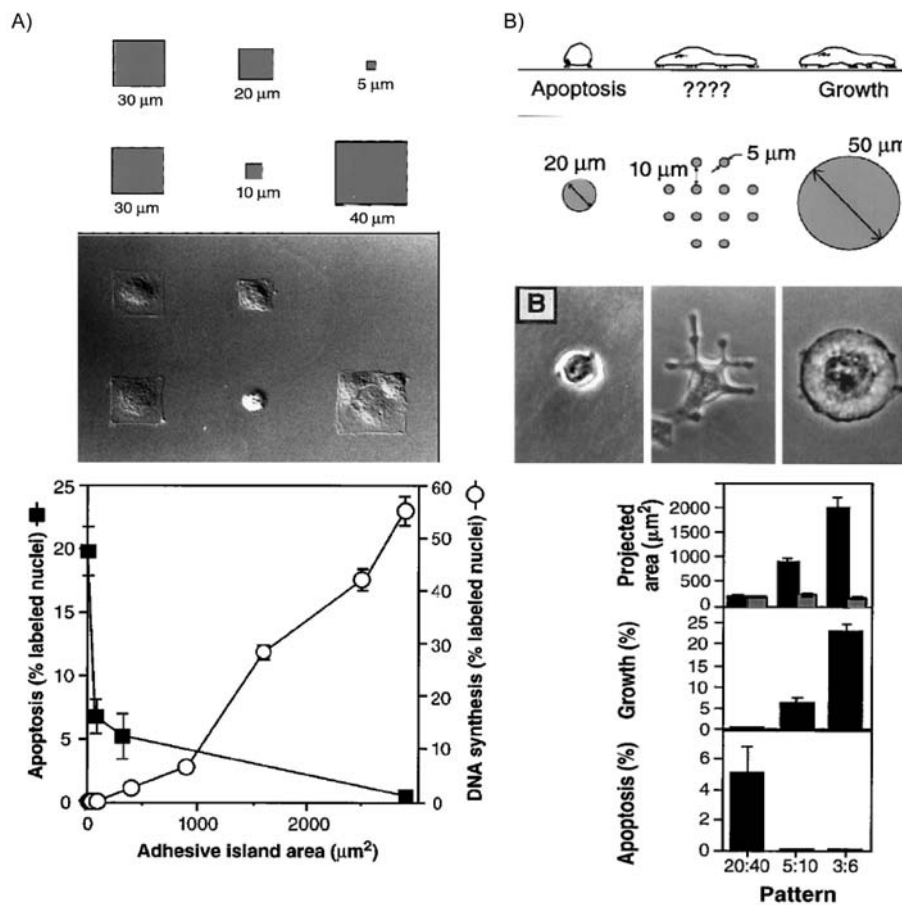 A)
30 μm
20 μm
5 μm
30 μm
10 μm
40 μm
Apoptosis (% labeled nuclei)
25
20
15
10
5
0
DNA synthesis (% labeled nuclei)
60
50
40
30
20
10
0
0
1000
2000
Adhesive island area (μm²)
B)
Apoptosis
????
Growth
20 μm
10 μm
5 μm
50 μm
B
Projected
area (μm²)
2000
1500
1000
500
0
Growth (%)
25
20
15
10
5
0
Apoptosis (%)
6
4
2
0
20:40
5:10
3:6
Pattern